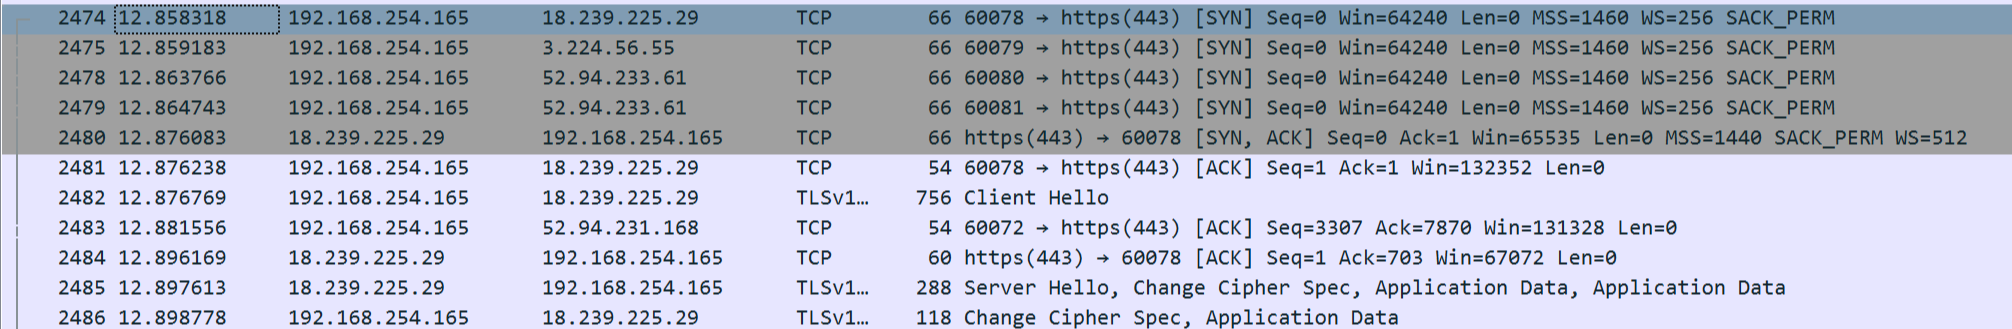 2474 12.858318 192.168.254.165 18.239.225.29 TCP 66 60078 → https(443) [SYN] Seq=0 Win=64240 Len=0 MSS=1460 WS=256 SACK_PERM
2475 12.859183 192.168.254.165 3.224.56.55 TCP 66 60079 → https(443) [SYN] Seq=0 Win=64240 Len=0 MSS=1460 WS=256 SACK_PERM
2478 12.863766 192.168.254.165 52.94.233.61 TCP 66 60080 → https(443) [SYN] Seq=0 Win=64240 Len=0 MSS=1460 WS=256 SACK_PERM
2479 12.864743 192.168.254.165 52.94.233.61 TCP 66 60081 → https(443) [SYN] Seq=0 Win=64240 Len=0 MSS=1460 WS=256 SACK_PERM
2480 12.876083 18.239.225.29 192.168.254.165 TCP 66 https(443) → 60078 [SYN, ACK] Seq=0 Ack=1 Win=65535 Len=0 MSS=1440 SACK_PERM WS=512
2481 12.876238 192.168.254.165 18.239.225.29 TCP 54 60078 → https(443) [ACK] Seq=1 Ack=1 Win=132352 Len=0
2482 12.876769 192.168.254.165 18.239.225.29 TLSv1… 756 Client Hello
2483 12.881556 192.168.254.165 52.94.231.168 TCP 54 60072 → https(443) [ACK] Seq=3307 Ack=7870 Win=131328 Len=0
2484 12.896169 18.239.225.29 192.168.254.165 TCP 60 https(443) → 60078 [ACK] Seq=1 Ack=703 Win=67072 Len=0
2485 12.897613 18.239.225.29 192.168.254.165 TLSv1… 288 Server Hello, Change Cipher Spec, Application Data, Application Data
2486 12.898778 192.168.254.165 18.239.225.29 TLSv1… 118 Change Cipher Spec, Application Data